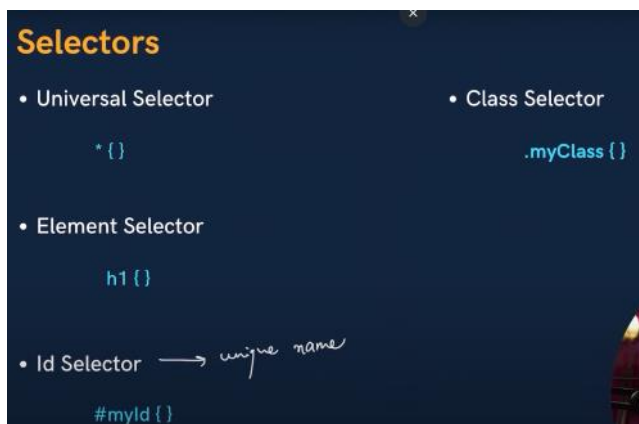 Selectors
• Universal Selector
* { }
• Element Selector
h1 { }
• Id Selector → unique name
#myId { }
• Class Selector
.myClass { }